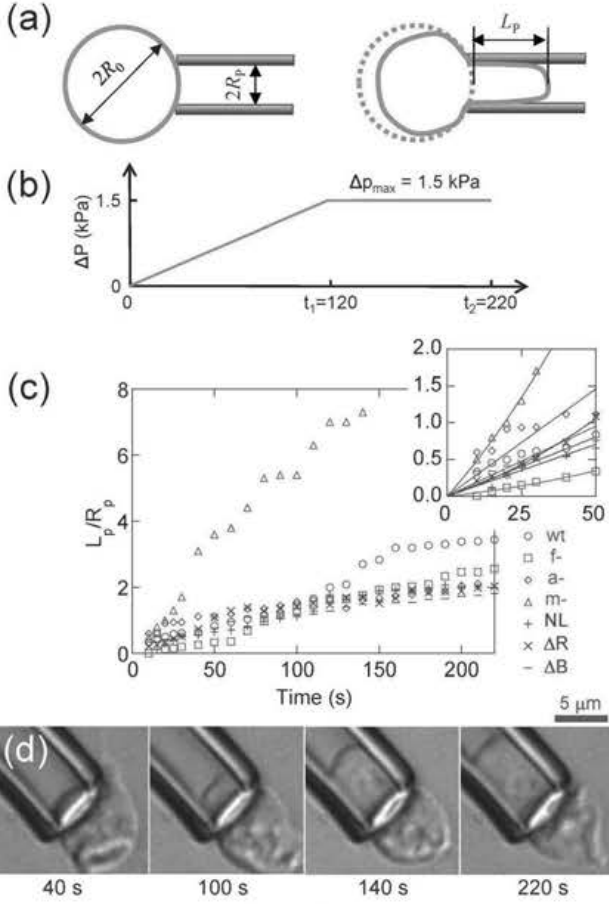 (a)
2R₀
2Rₚ
Lₚ
(b)
ΔP (kPa)
1.5
0
Δpmax = 1.5 kPa
0
t₁=120
t₂=220
(c)
Lₚ/Rₚ
8
6
4
2
0
0
50
100
150
200
Time (s)
2.0
1.5
1.0
0.5
0.0
0
25
50
wt
f-
a-
m-
NL
ΔR
ΔB
5 μm
(d)
40 s
100 s
140 s
220 s